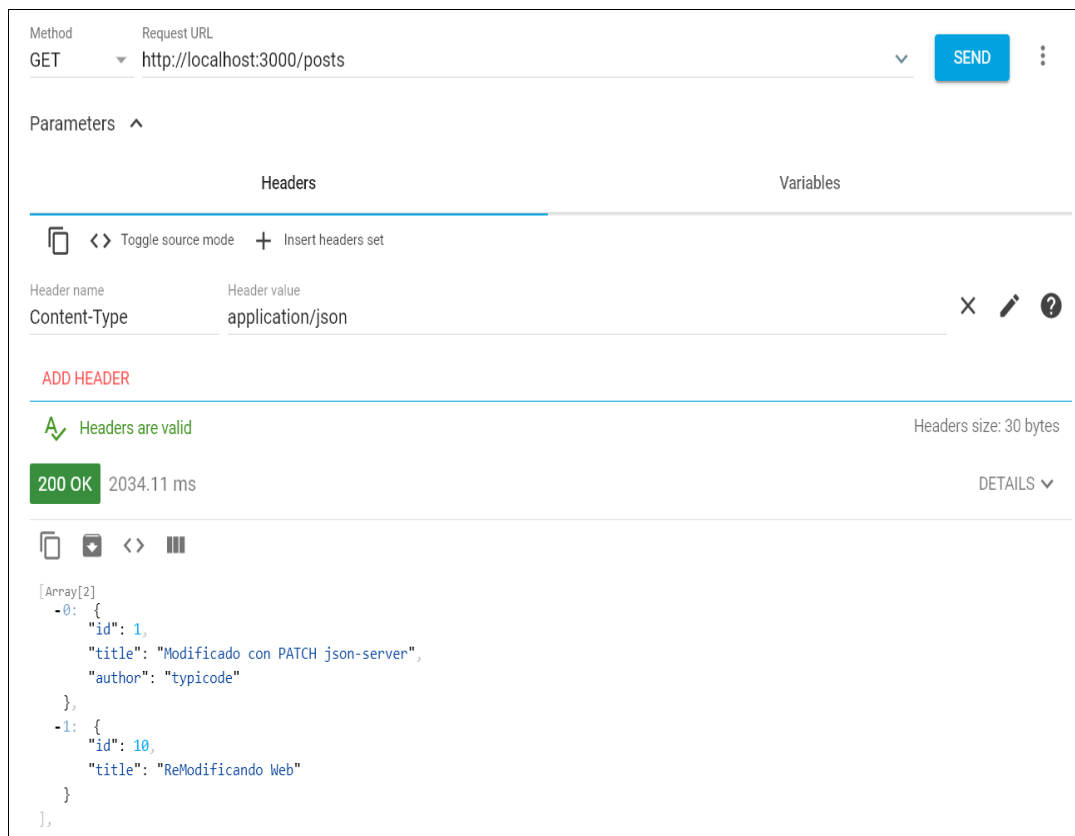 Method Request URL
GET http://localhost:3000/posts SEND
Parameters
Headers Variables
Toggle source mode Insert headers set
Header name Header value
Content-Type application/json
ADD HEADER
Headers are valid Headers size: 30 bytes
200 OK 2034.11 ms DETAILS
[Array[2]
-0: {
"id": 1,
"title": "Modificado con PATCH json-server",
"author": "typicode"
},
-1: {
"id": 10,
"title": "ReModificando Web"
}
],